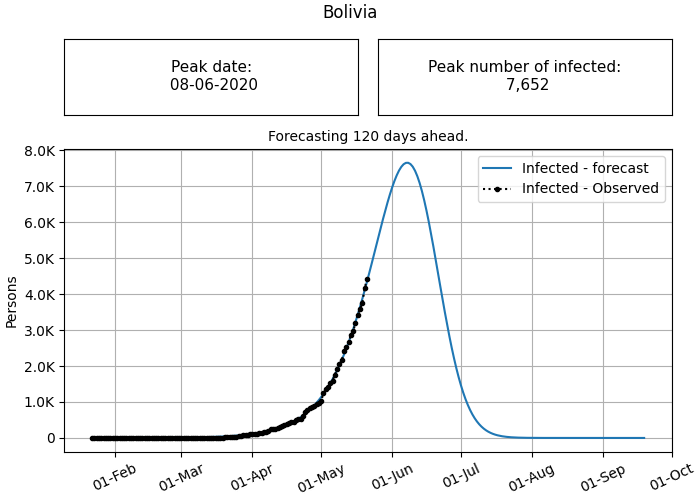 Bolivia
Peak date:
08-06-2020
Peak number of infected:
7,652
Forecasting 120 days ahead.
8.0K
7.0K
6.0K
5.0K
4.0K
3.0K
2.0K
1.0K
0
Persons
Infected - forecast
Infected - Observed
01-Feb
01-Mar
01-Apr
01-May
01-Jun
01-Jul
01-Aug
01-Sep
01-Oct